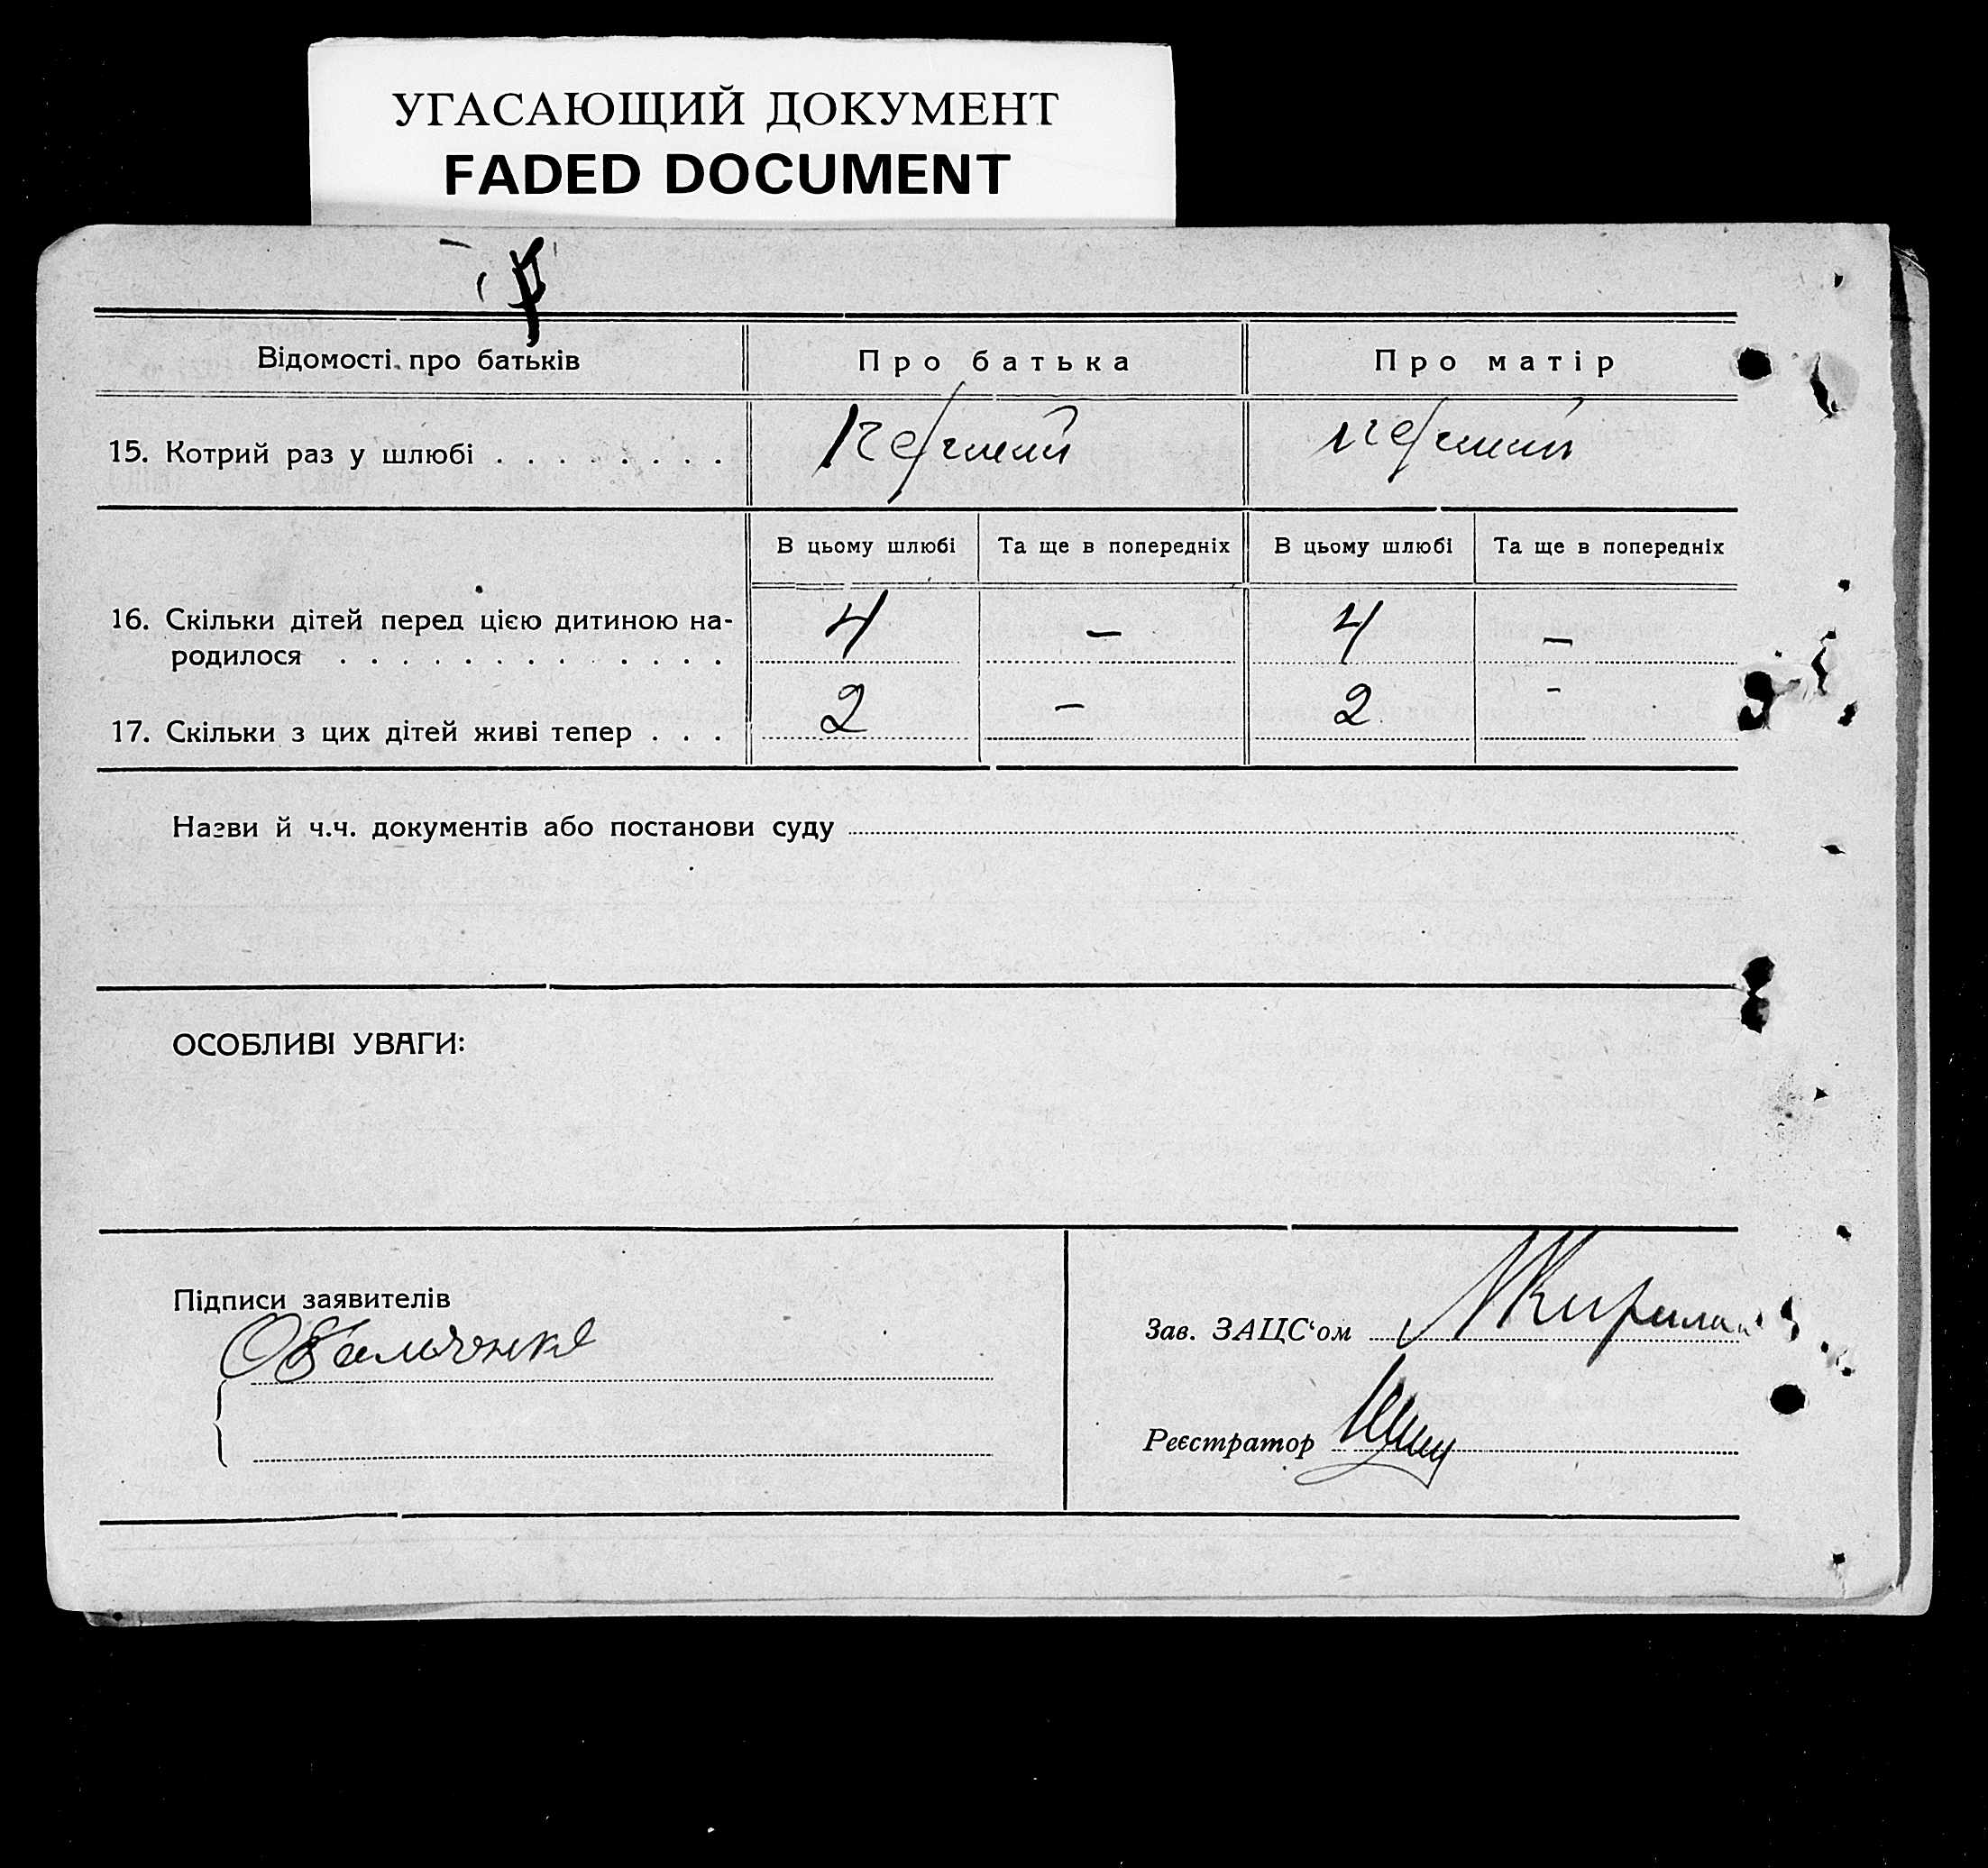 УГАСАЮЩИЙ ДОКУМЕНТ
FADED DOCUMENT
Відомості про батьків Про батька Про матір
15. Котрий раз у шлюбі . . . . . . . . перший перший
В цьому шлюбі Та ще в попередніх В цьому шлюбі Та ще в попередніх
16. Скільки дітей перед цією дитиною на-
родилося . . . . . . . . . . . . . 4 — 4 —
17. Скільки з цих дітей живі тепер . . . 2 — 2 -
Назви й ч.ч. документів або постанови суду
ОСОБЛИВІ УВАГИ:
Підписи заявителів
Зав. ЗАЦС‘ом
Реєстратор